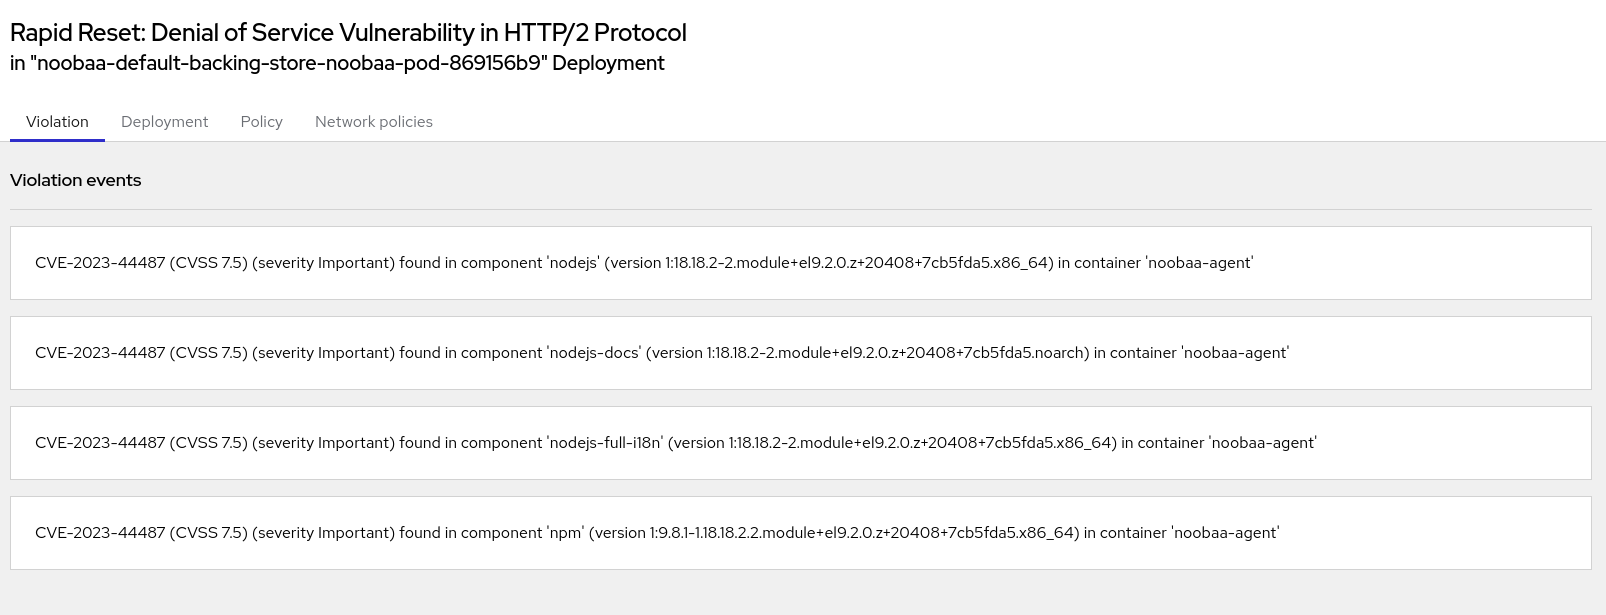 Rapid Reset: Denial of Service Vulnerability in HTTP/2 Protocol
in "noobaa-default-backing-store-noobaa-pod-869156b9" Deployment
Violation Deployment Policy Network policies
Violation events
CVE-2023-44487 (CVSS 7.5) (severity Important) found in component 'nodejs' (version 1:18.18.2-2.module+el9.2.0.z+20408+7cb5fda5.x86_64) in container 'noobaa-agent'
CVE-2023-44487 (CVSS 7.5) (severity Important) found in component 'nodejs-docs' (version 1:18.18.2-2.module+el9.2.0.z+20408+7cb5fda5.noarch) in container 'noobaa-agent'
CVE-2023-44487 (CVSS 7.5) (severity Important) found in component 'nodejs-full-i18n' (version 1:18.18.2-2.module+el9.2.0.z+20408+7cb5fda5.x86_64) in container 'noobaa-agent'
CVE-2023-44487 (CVSS 7.5) (severity Important) found in component 'npm' (version 1:9.8.1-1.18.18.2.2.module+el9.2.0.z+20408+7cb5fda5.x86_64) in container 'noobaa-agent'